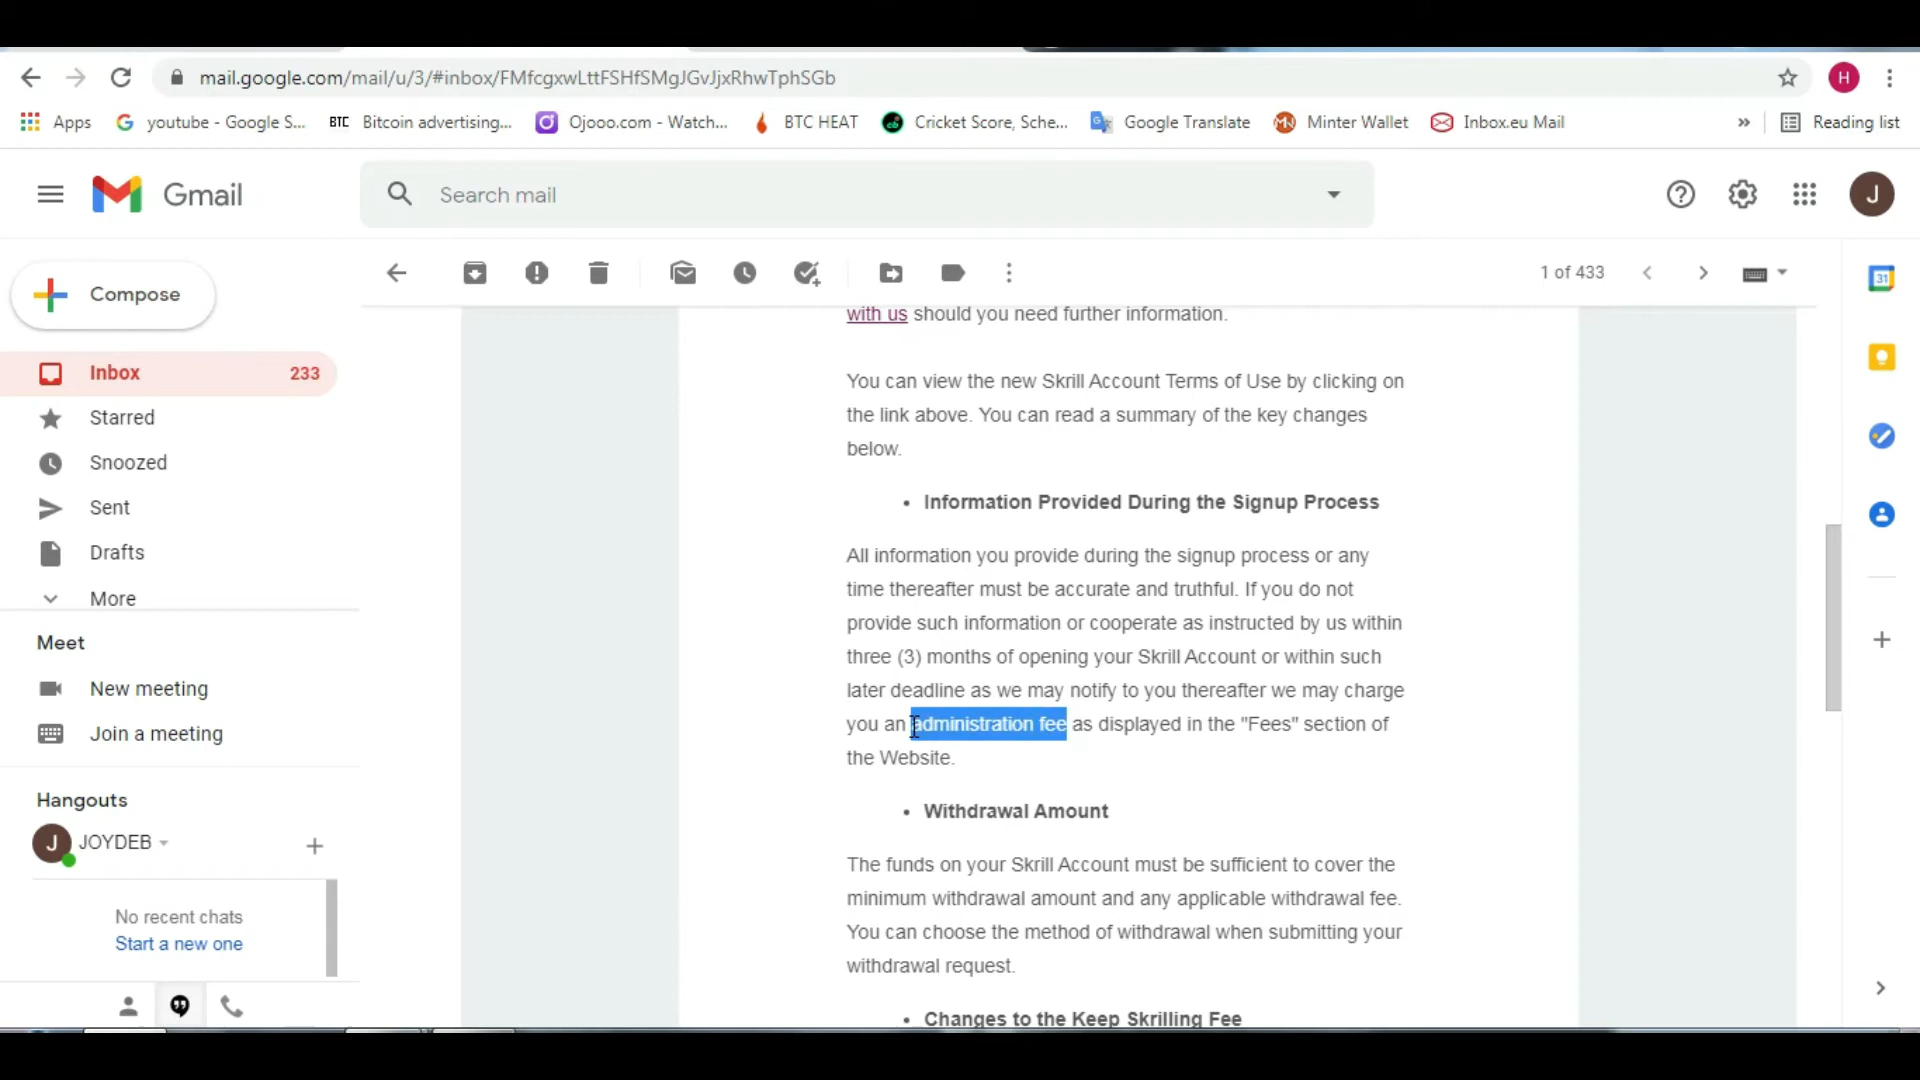 mail.google.com/mail/u/3/#inbox/FMfcgxwLttFSHfSMgJGvJjxRhwTphSGb
H
Apps
youtube - Google S...
BTC Bitcoin advertising...
Ojooo.com - Watch...
BTC HEAT
Cricket Score, Sche...
Google Translate
Minter Wallet
Inbox.eu Mail
»
Reading list
Gmail
Search mail
J
Compose
1 of 433
31
Inbox 233
Starred
Snoozed
Sent
Drafts
More
Meet
New meeting
Join a meeting
Hangouts
J JOYDEB
No recent chats
Start a new one
with us should you need further information.
You can view the new Skrill Account Terms of Use by clicking on
the link above. You can read a summary of the key changes
below.
• Information Provided During the Signup Process
All information you provide during the signup process or any
time thereafter must be accurate and truthful. If you do not
provide such information or cooperate as instructed by us within
three (3) months of opening your Skrill Account or within such
later deadline as we may notify to you thereafter we may charge
you an administration fee as displayed in the "Fees" section of
the Website.
• Withdrawal Amount
The funds on your Skrill Account must be sufficient to cover the
minimum withdrawal amount and any applicable withdrawal fee.
You can choose the method of withdrawal when submitting your
withdrawal request.
• Changes to the Keep Skrilling Fee